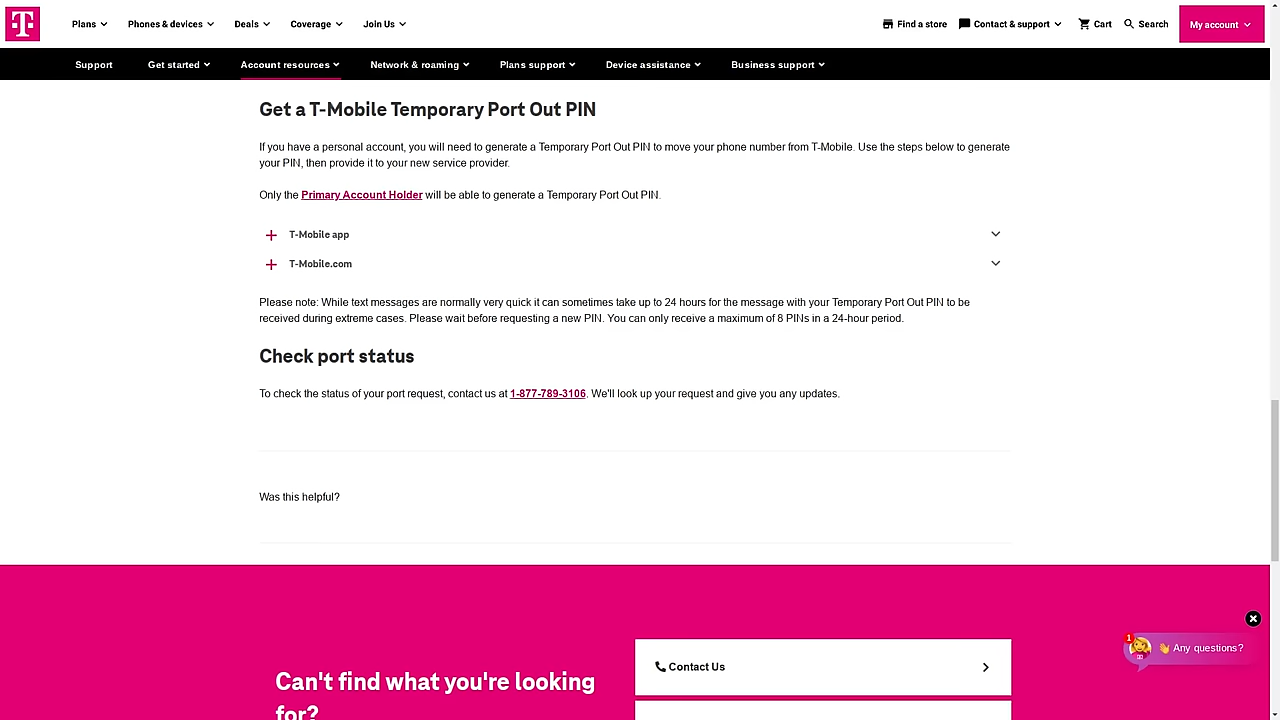 Plans
Phones & devices
Deals
Coverage
Join Us
Find a store
Contact & support
Cart
Search
My account
Support
Get started
Account resources
Network & roaming
Plans support
Device assistance
Business support
Get a T-Mobile Temporary Port Out PIN
If you have a personal account, you will need to generate a Temporary Port Out PIN to move your phone number from T-Mobile. Use the steps below to generate
your PIN, then provide it to your new service provider.
Only the Primary Account Holder will be able to generate a Temporary Port Out PIN.
T-Mobile app
T-Mobile.com
Please note: While text messages are normally very quick it can sometimes take up to 24 hours for the message with your Temporary Port Out PIN to be
received during extreme cases. Please wait before requesting a new PIN. You can only receive a maximum of 8 PINs in a 24-hour period.
Check port status
To check the status of your port request, contact us at 1-877-789-3106. We'll look up your request and give you any updates.
Was this helpful?
Can't find what you're looking
for?
Contact Us
1
👋 Any questions?